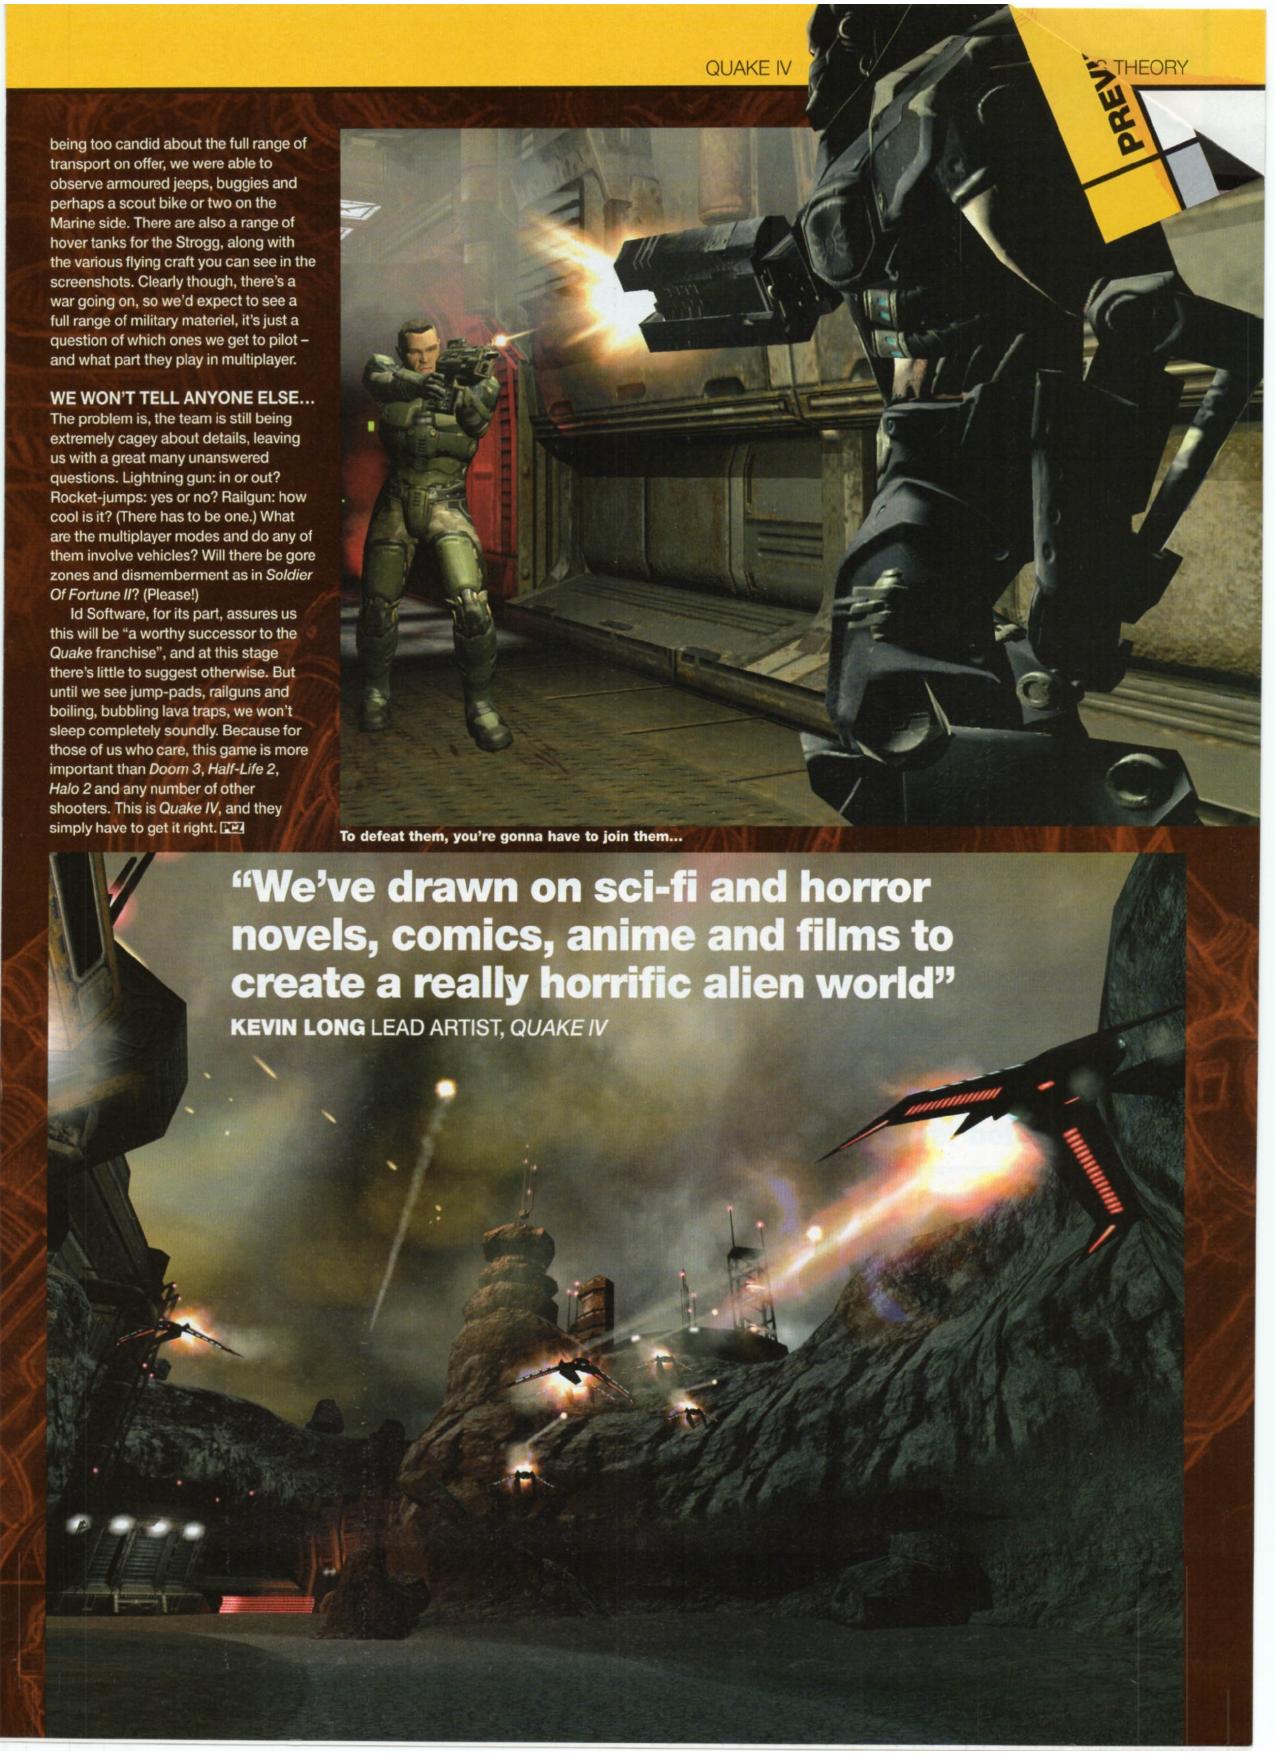 QUAKE IV
THEORY
PREV
being too candid about the full range of
transport on offer, we were able to
observe armoured jeeps, buggies and
perhaps a scout bike or two on the
Marine side. There are also a range of
hover tanks for the Strogg, along with
the various flying craft you can see in the
screenshots. Clearly though, there's a
war going on, so we'd expect to see a
full range of military materiel, it's just a
question of which ones we get to pilot –
and what part they play in multiplayer.
WE WON'T TELL ANYONE ELSE...
The problem is, the team is still being
extremely cagey about details, leaving
us with a great many unanswered
questions. Lightning gun: in or out?
Rocket-jumps: yes or no? Railgun: how
cool is it? (There has to be one.) What
are the multiplayer modes and do any of
them involve vehicles? Will there be gore
zones and dismemberment as in Soldier
Of Fortune II? (Please!)
Id Software, for its part, assures us
this will be “a worthy successor to the
Quake franchise”, and at this stage
there's little to suggest otherwise. But
until we see jump-pads, railguns and
boiling, bubbling lava traps, we won't
sleep completely soundly. Because for
those of us who care, this game is more
important than Doom 3, Half-Life 2,
Halo 2 and any number of other
shooters. This is Quake IV, and they
simply have to get it right. PCZ
To defeat them, you're gonna have to join them...
“We've drawn on sci-fi and horror
novels, comics, anime and films to
create a really horrific alien world”
KEVIN LONG LEAD ARTIST, QUAKE IV